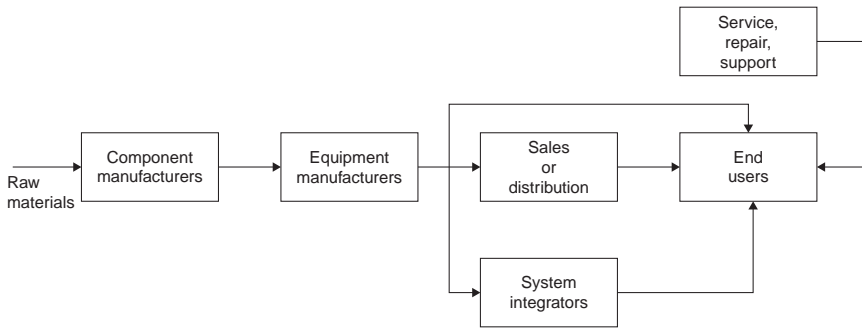 Service,
repair,
support
Raw
materials
Component
manufacturers
Equipment
manufacturers
Sales
or
distribution
End
users
System
integrators